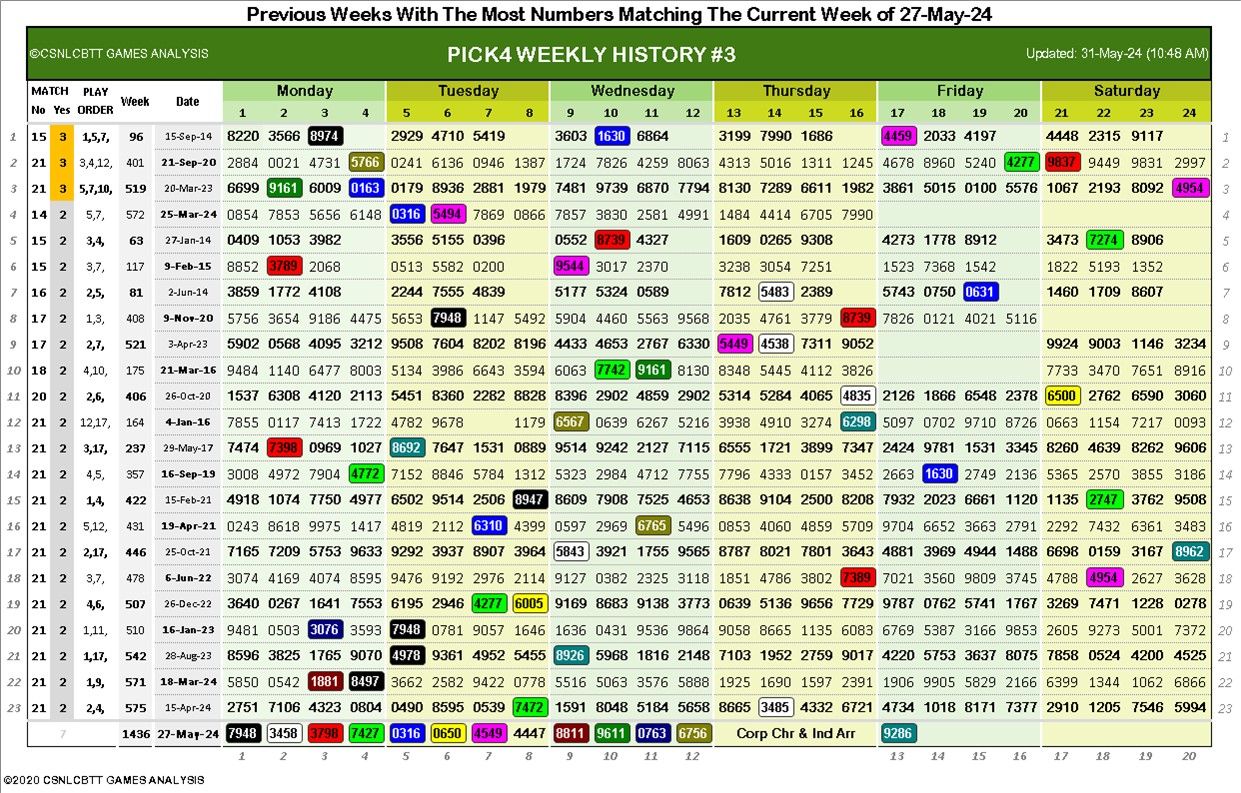 Previous Weeks With The Most Numbers Matching The Current Week of 27-May-24
©CSNLCBTT GAMES ANALYSIS PICK4 WEEKLY HISTORY #3 Updated: 31-May-24 (10:48 AM)
MATCH PLAY Week Date Monday Tuesday Wednesday Thursday Friday Saturday
No Yes ORDER 1 2 3 4 5 6 7 8 9 10 11 12 13 14 15 16 17 18 19 20 21 22 23 24
1 15 3 1,5,7, 96 15-Sep-14 8220 3566 8974 2929 4710 5419 3603 1630 6864 3199 7990 1686 4459 2033 4197 4448 2315 9117 1
2 21 3 3,4,12, 401 21-Sep-20 2884 0021 4731 5766 0241 6136 0946 1387 1724 7826 4259 8063 4313 5016 1311 1245 4678 8960 5240 4277 9837 9449 9831 2997 2
3 21 3 5,7,10, 519 20-Mar-23 6699 9161 6009 0163 0179 8936 2881 1979 7481 9739 6870 7794 8130 7289 6611 1982 3861 5015 0100 5576 1067 2193 8092 4954 3
4 14 2 5,7, 572 25-Mar-24 0854 7853 5656 6148 0316 5494 7869 0866 7857 3830 2581 4991 1484 4414 6705 7990 4
5 15 2 3,4, 63 27-Jan-14 0409 1053 3982 3556 5155 0396 0552 8739 4327 1609 0265 9308 4273 1778 8912 3473 7274 8906 5
6 15 2 3,7, 117 9-Feb-15 8852 3789 2068 0513 5582 0200 9544 3017 2370 3238 3054 7251 1523 7368 1542 1822 5193 1352 6
7 16 2 2,5, 81 2-Jun-14 3859 1772 4108 2244 7555 4839 5177 5324 0589 7812 5483 2389 5743 0750 0631 1460 1709 8607 7
8 17 2 1,3, 408 9-Nov-20 5756 3654 9186 4475 5653 7948 1147 5492 5904 4460 5563 9568 2035 4761 3779 8739 7826 0121 4021 5116 8
9 17 2 2,7, 521 3-Apr-23 5902 0568 4095 3212 9508 7604 8202 8196 4433 4653 2767 6330 5449 4538 7311 9052 9924 9003 1146 3234 9
10 18 2 4,10, 175 21-Mar-16 9484 1140 6477 8003 5134 3986 6643 3594 6063 7742 9161 8130 8348 5445 4112 3826 7733 3470 7651 8916 10
11 20 2 2,6, 406 26-Oct-20 1537 6308 4120 2113 5451 8360 2282 8828 8396 2902 4859 2902 5314 5284 4065 4835 2126 1866 6548 2378 6500 2762 6590 3060 11
12 21 2 12,17, 164 4-Jan-16 7855 0117 7413 1722 4782 9678 1179 6567 0639 6267 5216 3938 4910 3274 6298 5097 0702 9710 8726 0663 1154 7217 0093 12
13 21 2 3,17, 237 29-May-17 7474 7398 0969 1027 8692 7647 1531 0889 9514 9242 2127 7115 6555 1721 3899 7347 2424 9781 1531 3345 8260 4639 8262 9606 13
14 21 2 4,5, 357 16-Sep-19 3008 4972 7904 4772 7152 8846 5784 1312 5323 2984 4712 7755 7796 4333 0157 3452 2663 1630 2749 2136 5365 2570 3855 3186 14
15 21 2 1,4, 422 15-Feb-21 4918 1074 7750 4977 6502 9514 2506 8947 8609 7908 7525 4653 8638 9104 2500 8208 7932 2023 6661 1120 1135 2747 3762 9508 15
16 21 2 5,12, 431 19-Apr-21 0243 8618 9975 1417 4819 2112 6310 4399 0597 2969 6765 5496 0853 4060 4859 5709 9704 6652 3663 2791 2292 7432 6361 3483 16
17 21 2 2,17, 446 25-Oct-21 7165 7209 5753 9633 9292 3937 8907 3964 5843 3921 1755 9565 8787 8021 7801 3643 4881 3969 4944 1488 6698 0159 3167 8962 17
18 21 2 3,7, 478 6-Jun-22 3074 4169 4074 8595 9476 9192 2976 2114 9127 0382 2325 3118 1851 4786 3802 7389 7021 3560 9809 3745 4788 4954 2627 3628 18
19 21 2 4,6, 507 26-Dec-22 3640 0267 1641 7553 6195 2946 4277 6005 9169 8683 9138 3773 0639 5136 9656 7729 9787 0762 5741 1767 3269 7471 1228 0278 19
20 21 2 1,11, 510 16-Jan-23 9481 0503 3076 3593 7948 0781 9057 1646 1636 0431 9536 9864 9058 8665 1135 6083 6769 5387 3166 9853 2605 9273 5001 7372 20
21 21 2 1,17, 542 28-Aug-23 8596 3825 1765 9070 4978 9361 4952 5455 8926 5968 1816 2148 7103 1952 2759 9017 4220 5753 3637 8075 7858 0524 4200 4525 21
22 21 2 1,9, 571 18-Mar-24 5850 0542 1881 8497 3662 2582 9422 0778 5516 5063 3576 5888 1925 1690 1597 2391 1906 9905 5829 2166 6399 1344 1062 6866 22
23 21 2 2,4, 575 15-Apr-24 2751 7106 4323 0804 0490 8595 0539 7472 1591 8048 5184 5658 8665 3485 4332 6721 4734 1018 8171 7377 2910 1205 7546 5994 23
7 1436 27-May-24 7948 3458 3798 7427 0316 0650 4549 4447 8811 9611 0763 6756 Corp Chr & Ind Arr 9286
1 2 3 4 5 6 7 8 9 10 11 12 13 14 15 16 17 18 19 20
©2020 CSNLCBTT GAMES ANALYSIS